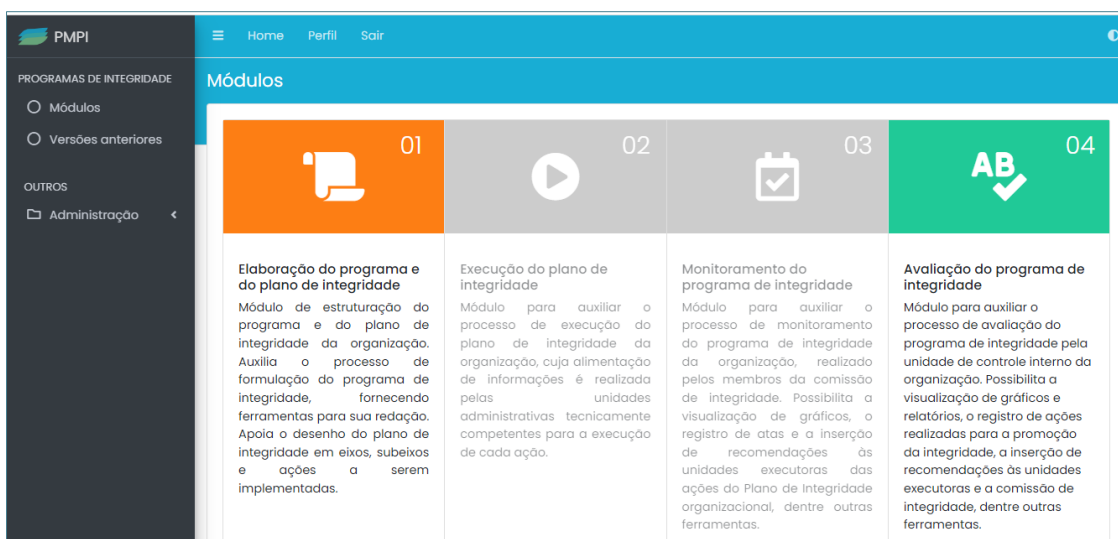 PMPI
Home Perfil Sair
PROGRAMAS DE INTEGRIDADE
Módulos
Versões anteriores
OUTROS
Administração
Módulos
01
Elaboração do programa e
do plano de integridade
Módulo de estruturação do
programa e do plano de
integridade da organização.
Auxilia o processo de
formulação do programa de
integridade, fornecendo
ferramentas para sua redação.
Apoia o desenho do plano de
integridade em eixos, subeixos
e ações a serem
implementadas.
02
Execução do plano de
integridade
Módulo para auxiliar o
processo de execução do
plano de integridade da
organização, cuja alimentação
de informações é realizada
pelas unidades
administrativas tecnicamente
competentes para a execução
de cada ação.
03
Monitoramento do
programa de integridade
Módulo para auxiliar o
processo de monitoramento
do programa de integridade
da organização, realizado
pelos membros da comissão
de integridade. Possibilita a
visualização de gráficos, o
registro de atas e a inserção
de recomendações às
unidades executoras das
ações do Plano de Integridade
organizacional, dentre outras
ferramentas.
AB
04
Avaliação do programa de
integridade
Módulo para auxiliar o
processo de avaliação do
programa de integridade pela
unidade de controle interno da
organização. Possibilita a
visualização de gráficos e
relatórios, o registro de ações
realizadas para a promoção
da integridade, a inserção de
recomendações às unidades
executoras e a comissão de
integridade, dentre outras
ferramentas.